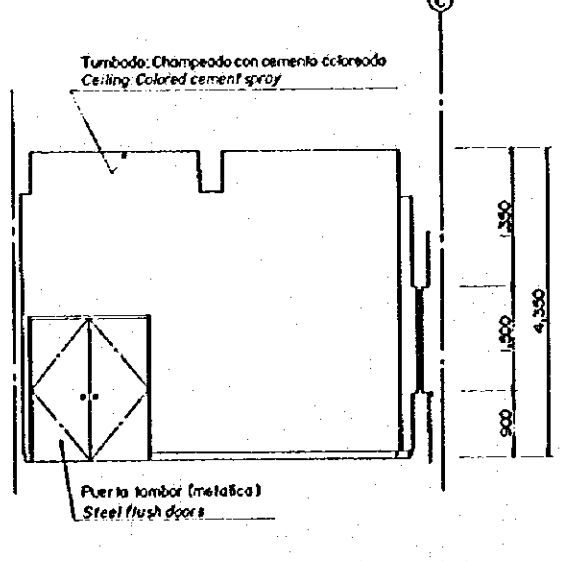 C
Tumbado: Champeado con cemento coloreado
Ceiling: Colored cement spray
1,950
1,500
4,350
900
Puerta tambor (metalica)
Steel flush doors